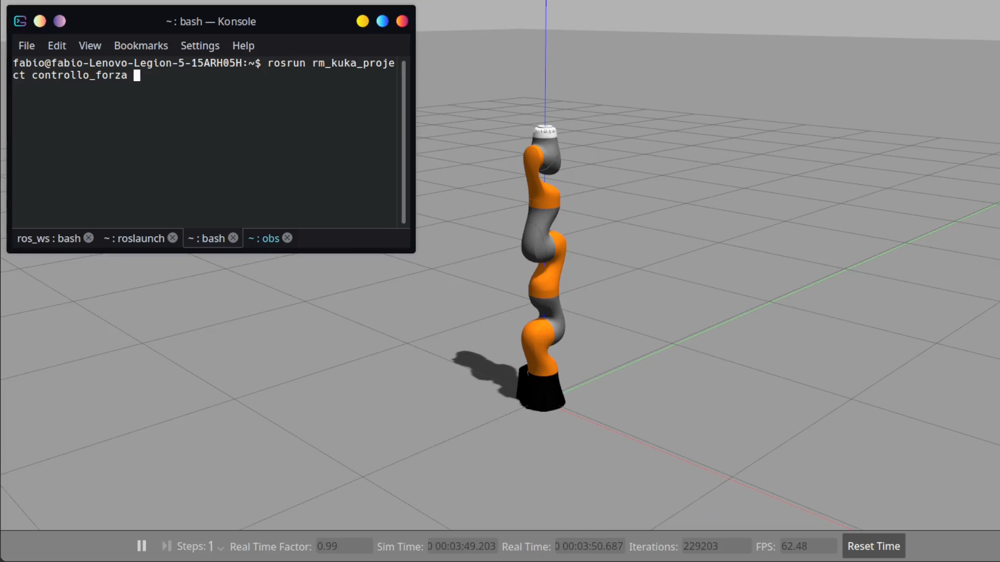 ~ : bash — Konsole
File Edit View Bookmarks Settings Help
fabio@fabio-Lenovo-Legion-5-15ARH05H:~$ rosrun rm_kuka_proje
ct controllo_forza
ros_ws : bash ~ : roslaunch ~ : bash ~ : obs
Steps: 1 Real Time Factor: 0.99 Sim Time: 0 00:03:49.203 Real Time: 0 00:03:50.687 Iterations: 229203 FPS: 62.48 Reset Time